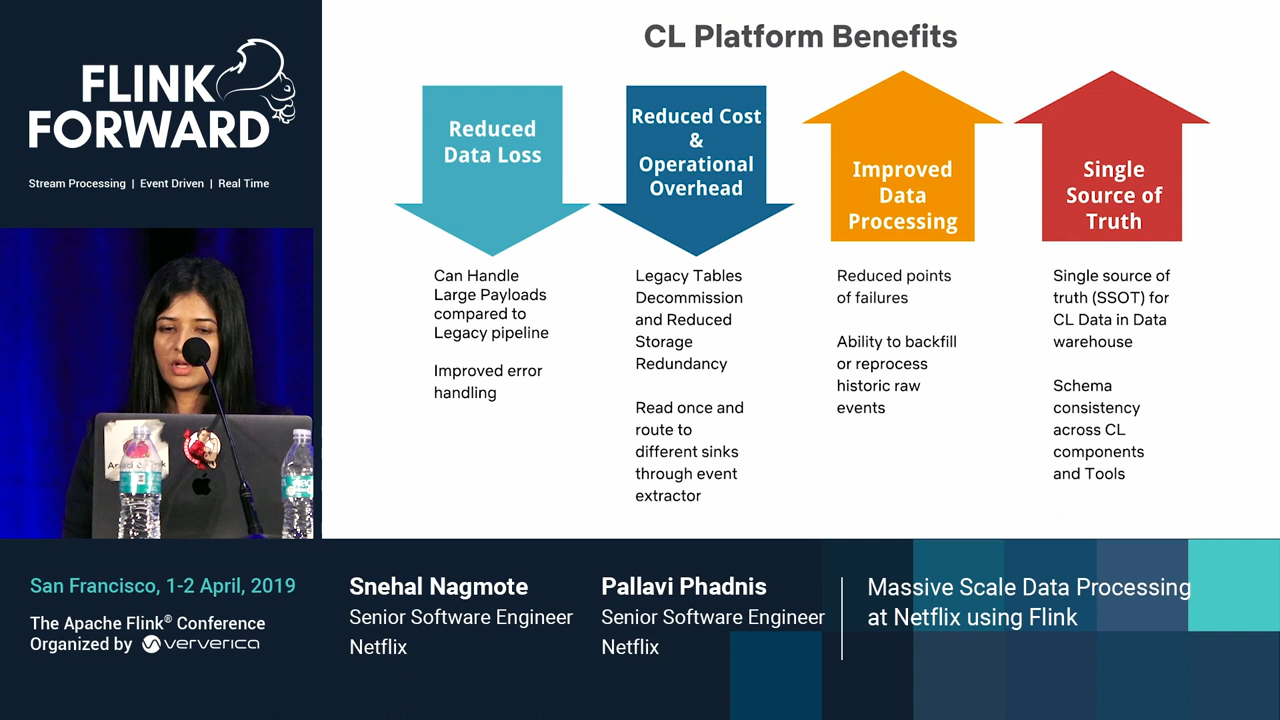 FLINK
FORWARD
Stream Processing | Event Driven | Real Time
CL Platform Benefits
Reduced
Data Loss
Can Handle
Large Payloads
compared to
Legacy pipeline
Improved error
handling
Reduced Cost
&
Operational
Overhead
Legacy Tables
Decommission
and Reduced
Storage
Redundancy
Read once and
route to
different sinks
through event
extractor
Improved
Data
Processing
Reduced points
of failures
Ability to backfill
or reprocess
historic raw
events
Single
Source of
Truth
Single source of
truth (SSOT) for
CL Data in Data
warehouse
Schema
consistency
across CL
components
and Tools
San Francisco, 1-2 April, 2019
The Apache Flink® Conference
Organized by ververica
Snehal Nagmote
Senior Software Engineer
Netflix
Pallavi Phadnis
Senior Software Engineer
Netflix
Massive Scale Data Processing
at Netflix using Flink